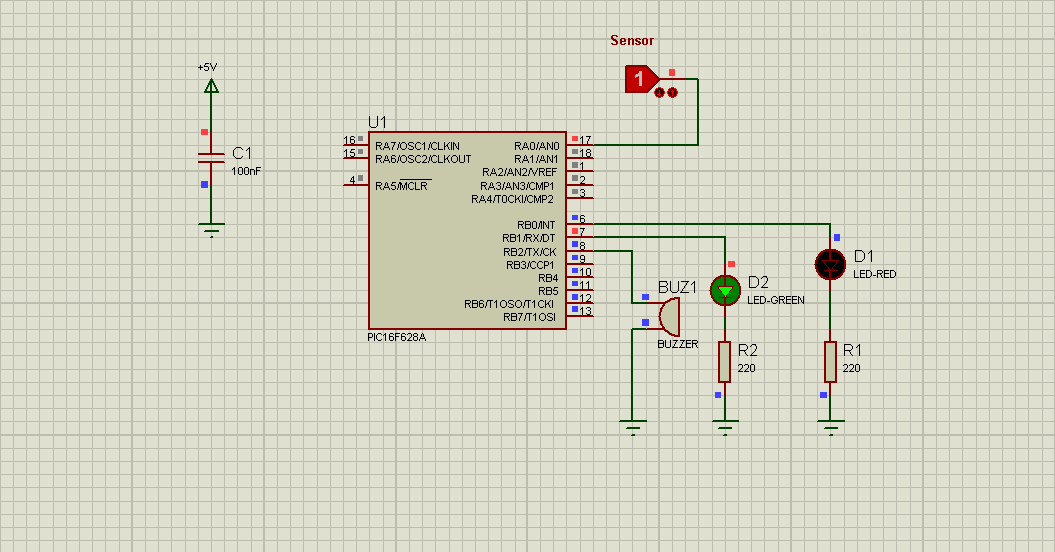 Sensor
1
+5V
C1
100nF
U1
16 RA7/OSC1/CLKIN
15 RA6/OSC2/CLKOUT
4 RA5/MCLR
RA0/AN0 17
RA1/AN1 18
RA2/AN2/VREF 1
RA3/AN3/CMP1 2
RA4/T0CKI/CMP2 3
RB0/INT 6
RB1/RX/DT 7
RB2/TX/CK 8
RB3/CCP1 9
RB4 10
RB5 11
RB6/T1OSO/T1CKI 12
RB7/T1OSI 13
PIC16F628A
BUZ1
BUZZER
D2
LED-GREEN
D1
LED-RED
R2
220
R1
220